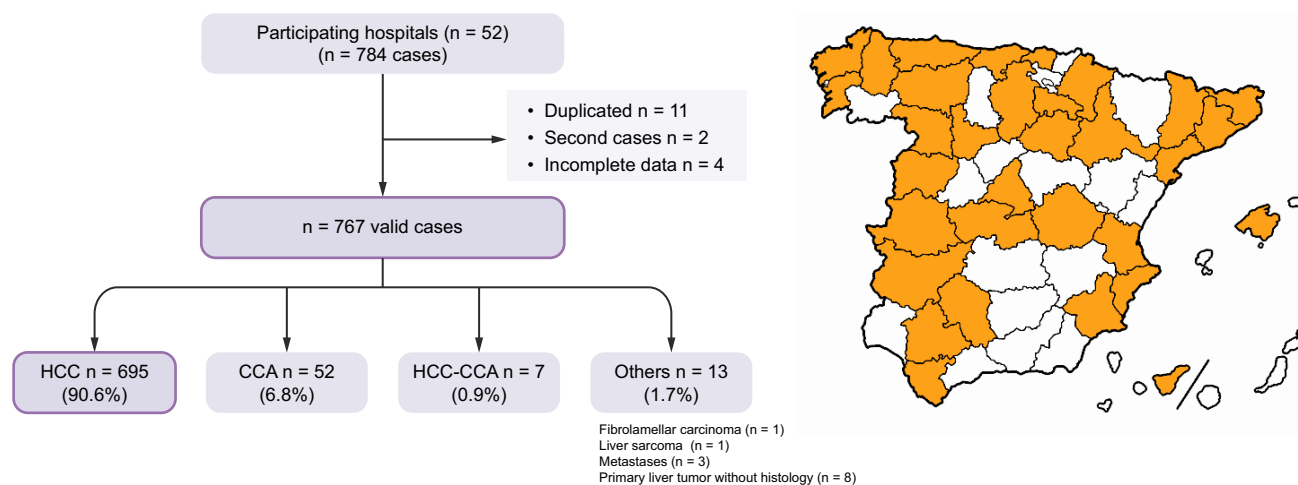 Participating hospitals (n = 52)
(n = 784 cases)
• Duplicated n = 11
• Second cases n = 2
• Incomplete data n = 4
n = 767 valid cases
HCC n = 695
(90.6%)
CCA n = 52
(6.8%)
HCC-CCA n = 7
(0.9%)
Others n = 13
(1.7%)
Fibrolamellar carcinoma (n = 1)
Liver sarcoma (n = 1)
Metastases (n = 3)
Primary liver tumor without histology (n = 8)